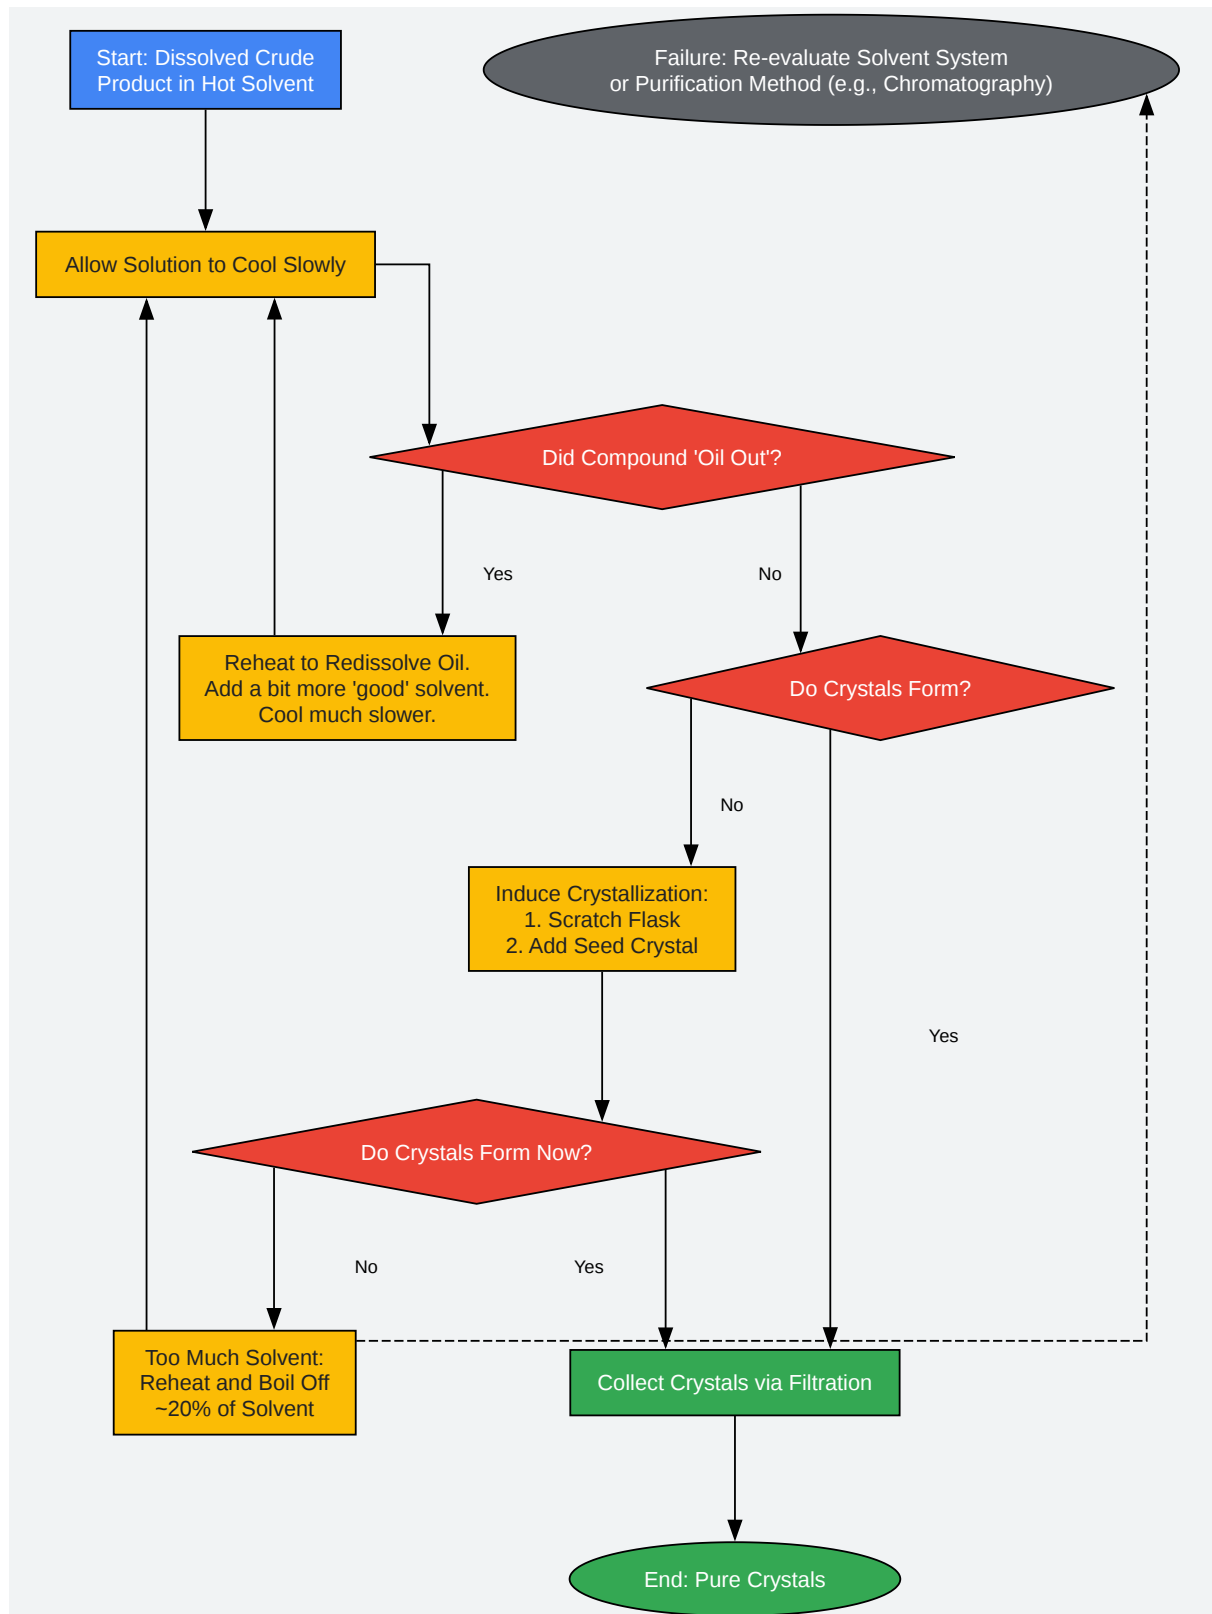 Start: Dissolved Crude
Product in Hot Solvent
Failure: Re-evaluate Solvent System
or Purification Method (e.g., Chromatography)
Allow Solution to Cool Slowly
Did Compound 'Oil Out'?
Yes
No
Reheat to Redissolve Oil.
Add a bit more 'good' solvent.
Cool much slower.
Do Crystals Form?
No
Induce Crystallization:
1. Scratch Flask
2. Add Seed Crystal
Yes
Do Crystals Form Now?
No
Yes
Too Much Solvent:
Reheat and Boil Off
~20% of Solvent
Collect Crystals via Filtration
End: Pure Crystals